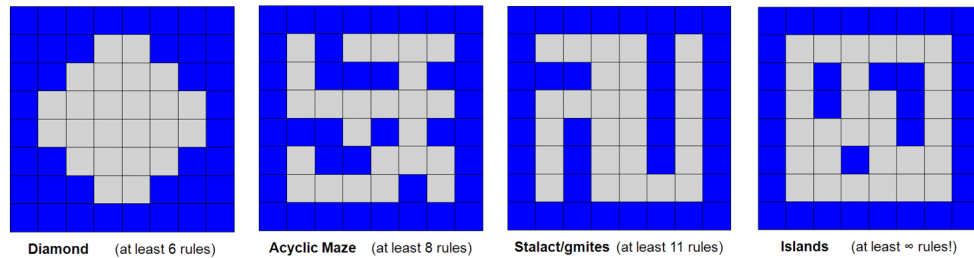 Diamond (at least 6 rules)
Acyclic Maze (at least 8 rules)
Stalact/gmites (at least 11 rules)
Islands (at least ∞ rules!)